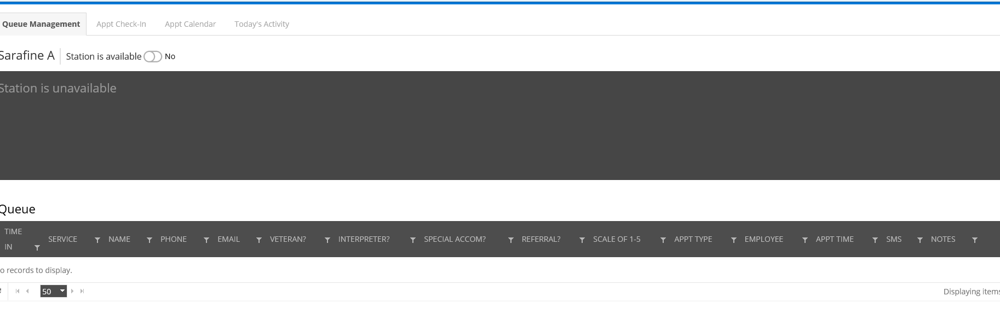 Queue Management Appt Check-In Appt Calendar Today's Activity
Sarafine A Station is available No
Station is unavailable
Queue
TIME IN SERVICE NAME PHONE EMAIL VETERAN? INTERPRETER? SPECIAL ACCOM? REFERRAL? SCALE OF 1-5 APPT TYPE EMPLOYEE APPT TIME SMS NOTES
o records to display.
50 Displaying items